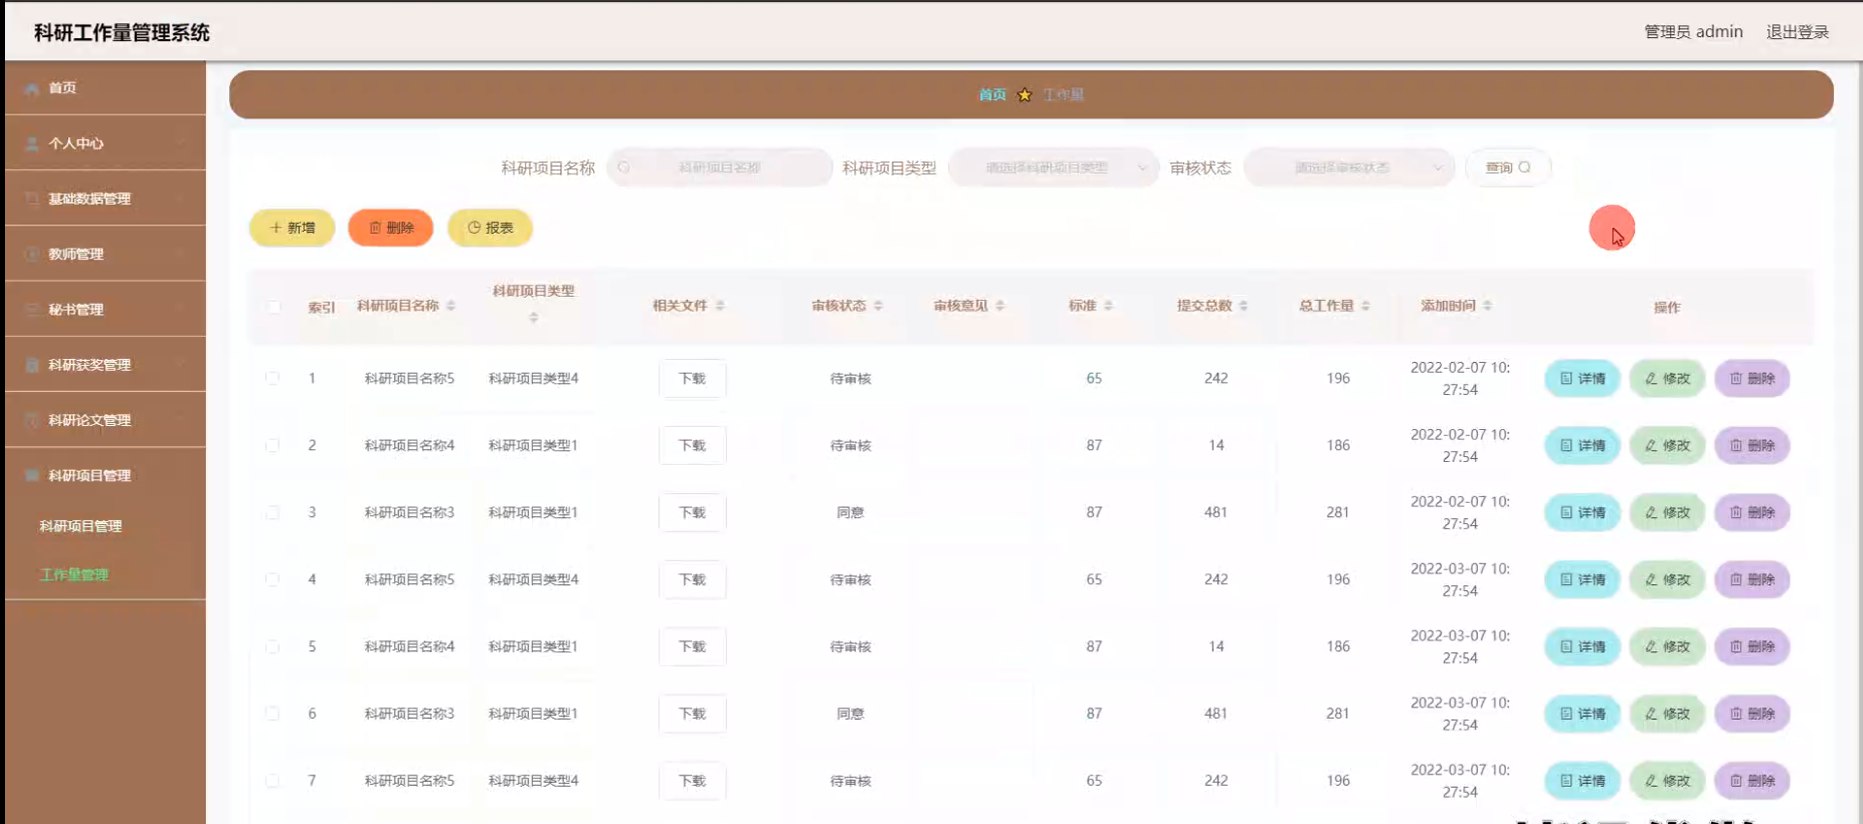 科研工作量管理系统
管理员 admin 退出登录
首页
个人中心
基础数据管理
教师管理
秘书管理
科研获奖管理
科研论文管理
科研项目管理
科研项目管理
工作量管理
首页 工作量
科研项目名称 科研项目名称 科研项目类型 请选择科研项目类型 审核状态 请选择审核状态 查询
新增 删除 报表
索引 科研项目名称 科研项目类型 相关文件 审核状态 审核意见 标准 提交总数 总工作量 添加时间 操作
1 科研项目名称5 科研项目类型4 下载 待审核 65 242 196 2022-02-07 10:
27:54 详情 修改 删除
2 科研项目名称4 科研项目类型1 下载 待审核 87 14 186 2022-02-07 10:
27:54 详情 修改 删除
3 科研项目名称3 科研项目类型1 下载 同意 87 481 281 2022-02-07 10:
27:54 详情 修改 删除
4 科研项目名称5 科研项目类型4 下载 待审核 65 242 196 2022-03-07 10:
27:54 详情 修改 删除
5 科研项目名称4 科研项目类型1 下载 待审核 87 14 186 2022-03-07 10:
27:54 详情 修改 删除
6 科研项目名称3 科研项目类型1 下载 同意 87 481 281 2022-03-07 10:
27:54 详情 修改 删除
7 科研项目名称5 科研项目类型4 下载 待审核 65 242 196 2022-03-07 10:
27:54 详情 修改 删除